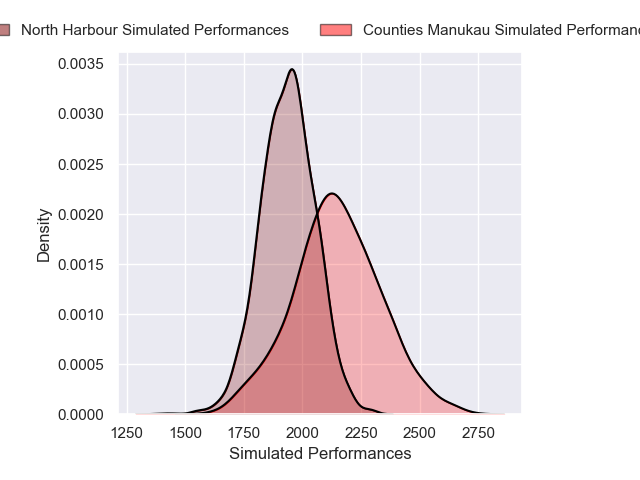 North Harbour Simulated Performances
Counties Manukau Simulated
0.0035
0.0030
0.0025
0.0020
0.0015
0.0010
0.0005
0.0000
Density
1250 1500 1750 2000 2250 2500 2750
Simulated Performances